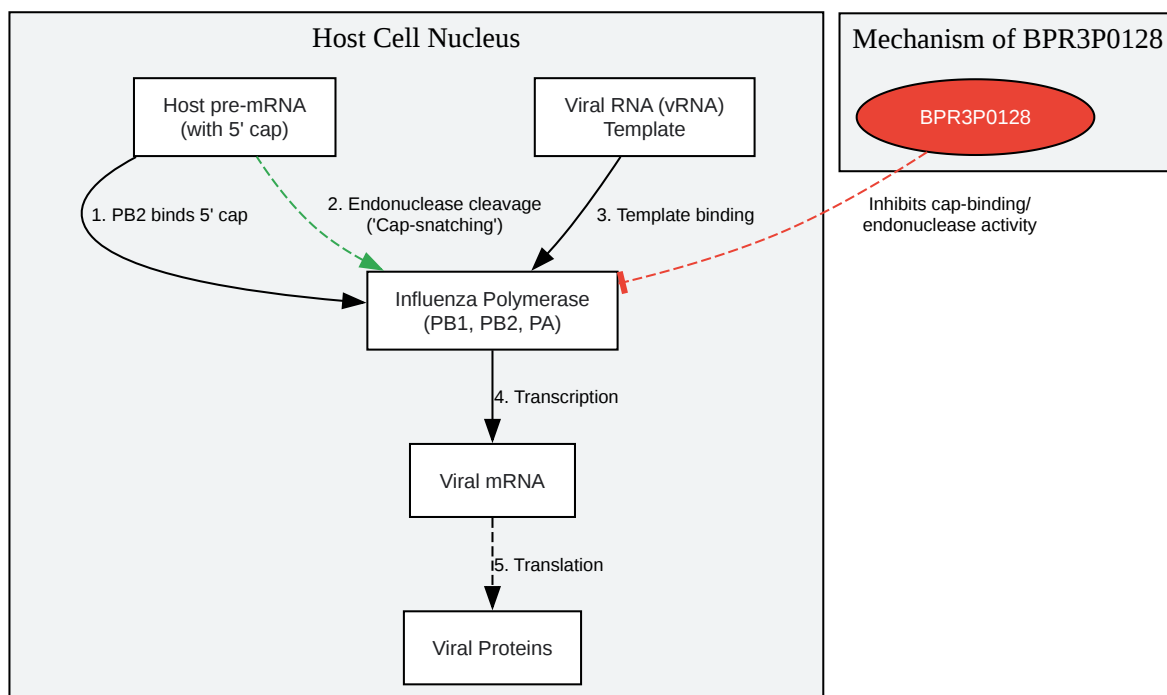 Host Cell Nucleus
Mechanism of BPR3P0128
Host pre-mRNA
(with 5' cap)
Viral RNA (vRNA)
Template
BPR3P0128
1. PB2 binds 5' cap
2. Endonuclease cleavage
('Cap-snatching')
3. Template binding
Inhibits cap-binding/
endonuclease activity
Influenza Polymerase
(PB1, PB2, PA)
4. Transcription
Viral mRNA
5. Translation
Viral Proteins